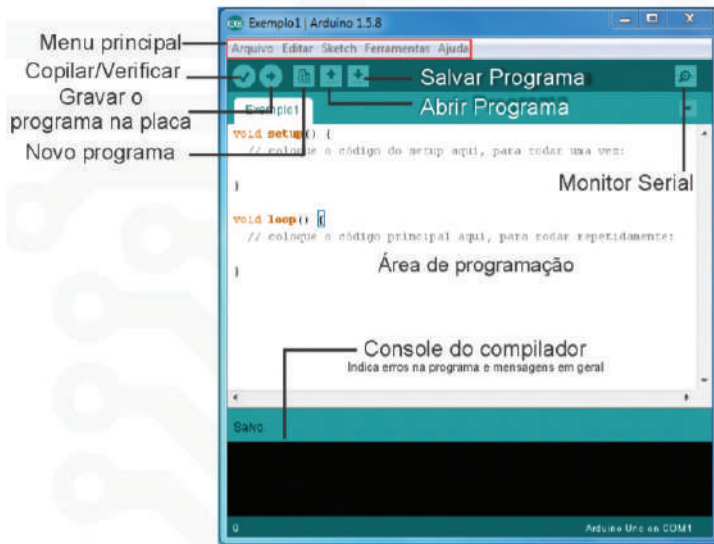 Exemplo1 | Arduino 1.5.8
Menu principal
Arquivo Editar Sketch Ferramentas Ajuda
Copilar/Verificar
Salvar Programa
Gravar o
programa na placa
Abrir Programa
Exemplo1
Novo programa
void setup() {
// coloque o código do setup aqui, para rodar uma vez:
}
Monitor Serial
void loop() {
// coloque o código principal aqui, para rodar repetidamente:
Área de programação
}
Console do compilador
Indica erros na programa e mensagens em geral
Salvo.
0
Arduino Uno on COM1